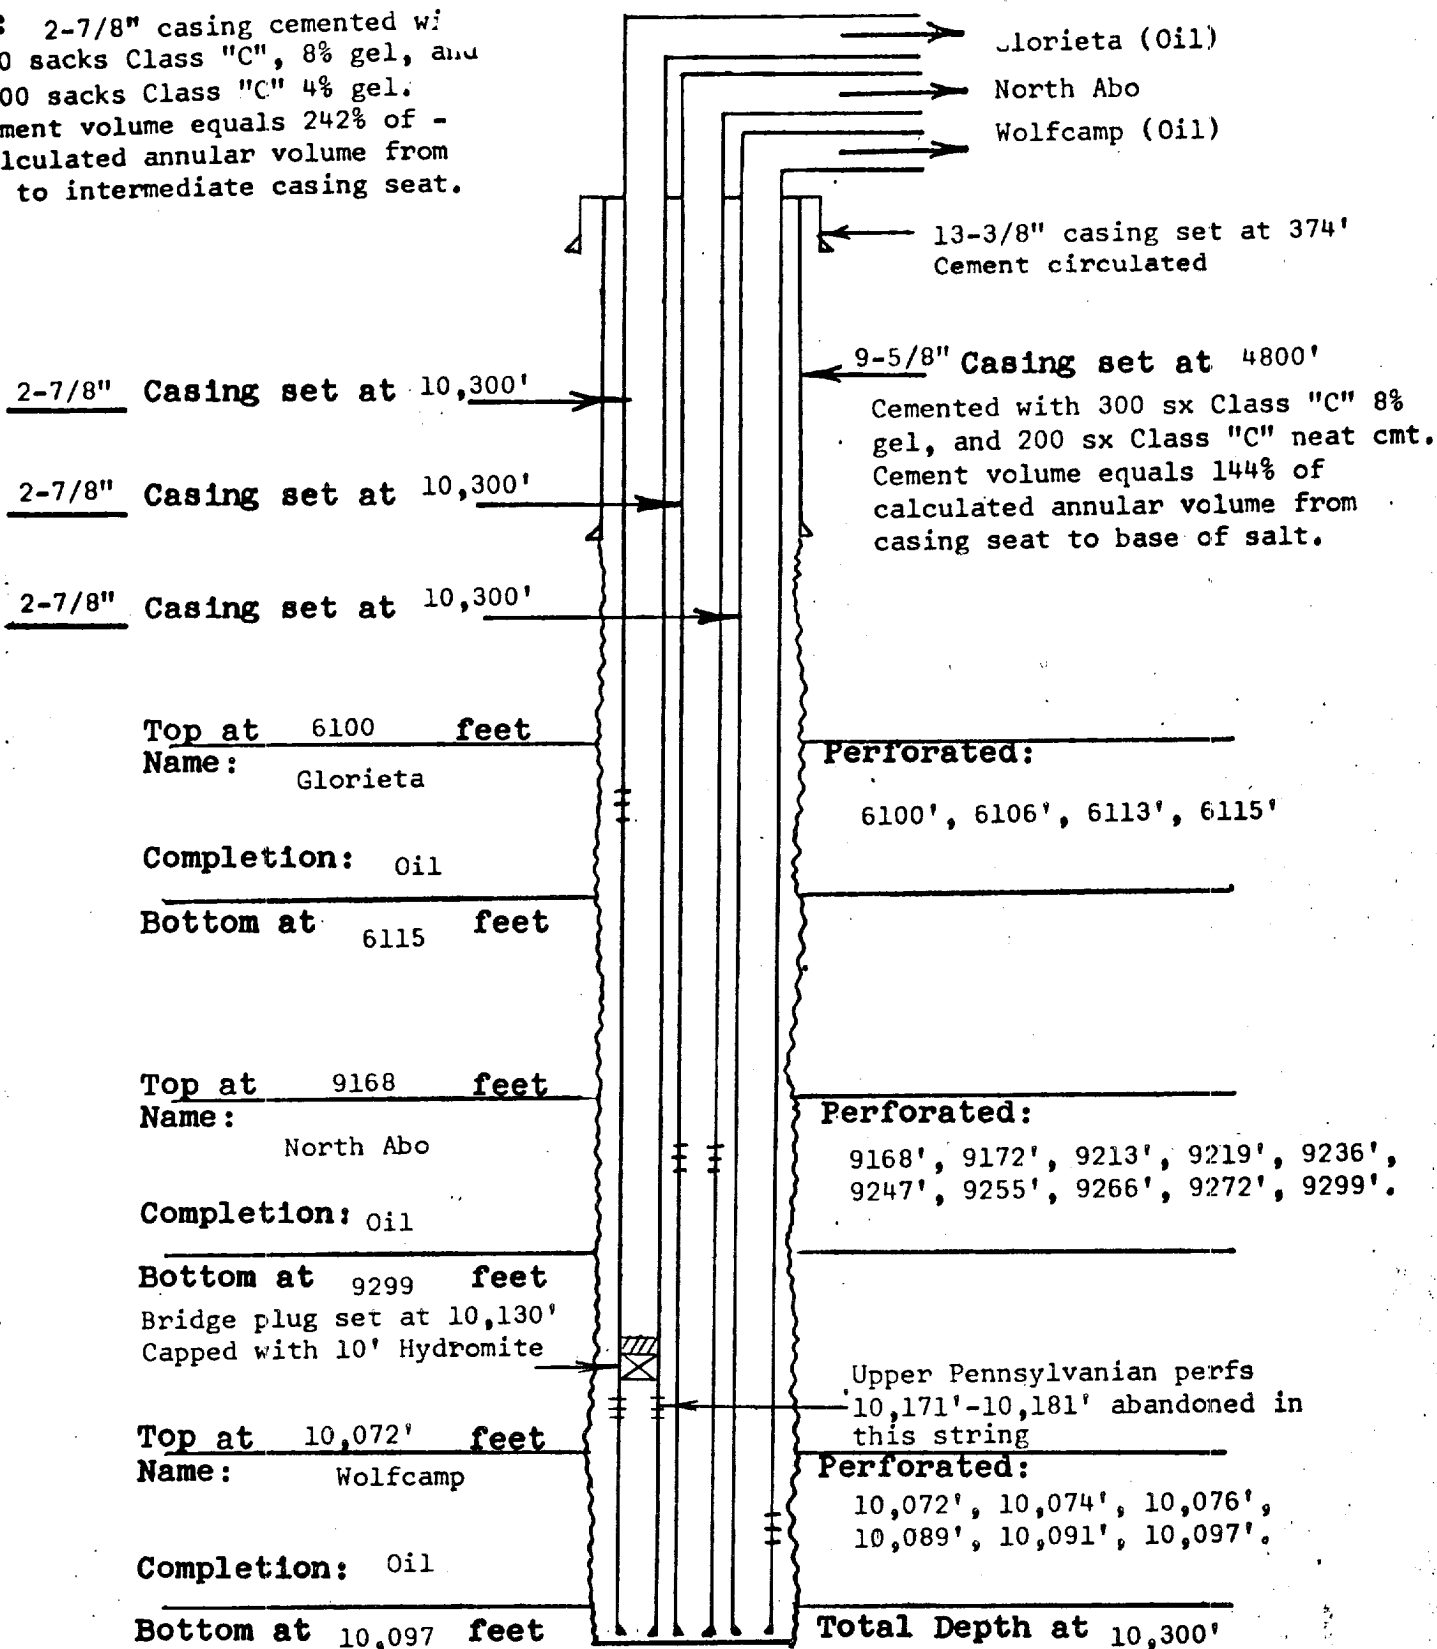 2-7/8" casing cemented
sacks Class "C", 8% gel, and
sacks Class "C" 4% gel.
volume equals 242% of -
annular volume from
to intermediate casing seat.
(Oil)
North Abo
Wolfcamp (Oil)
13-3/8" casing set at 374'
Cement circulated
9-5/8" Casing set at 4800'
Cemented with 300 sx Class "C" 8%
gel, and 200 sx Class "C" neat cmt.
Cement volume equals 144% of
calculated annular volume from
casing seat to base of salt.
2-7/8" Casing set at 10,300'
2-7/8" Casing set at 10,300'
2-7/8" Casing set at 10,300'
Top at 6100 feet
Name:
Glorieta
Completion: Oil
Bottom at 6115 feet
Perforated:
6100', 6106', 6113', 6115'
Top at 9168 feet
Name:
North Abo
Completion: Oil
Bottom at 9299 feet
Perforated:
9168', 9172', 9213', 9219', 9236',
9247', 9255', 9266', 9272', 9299'.
Bridge plug set at 10,130'
Capped with 10' Hydromite
Upper Pennsylvanian perfs
10,171'-10,181' abandoned in
this string
Top at 10,072' feet
Name:
Wolfcamp
Completion: Oil
Bottom at 10,097 feet
Perforated:
10,072', 10,074', 10,076',
10,089', 10,091', 10,097'.
Total Depth at 10,300'